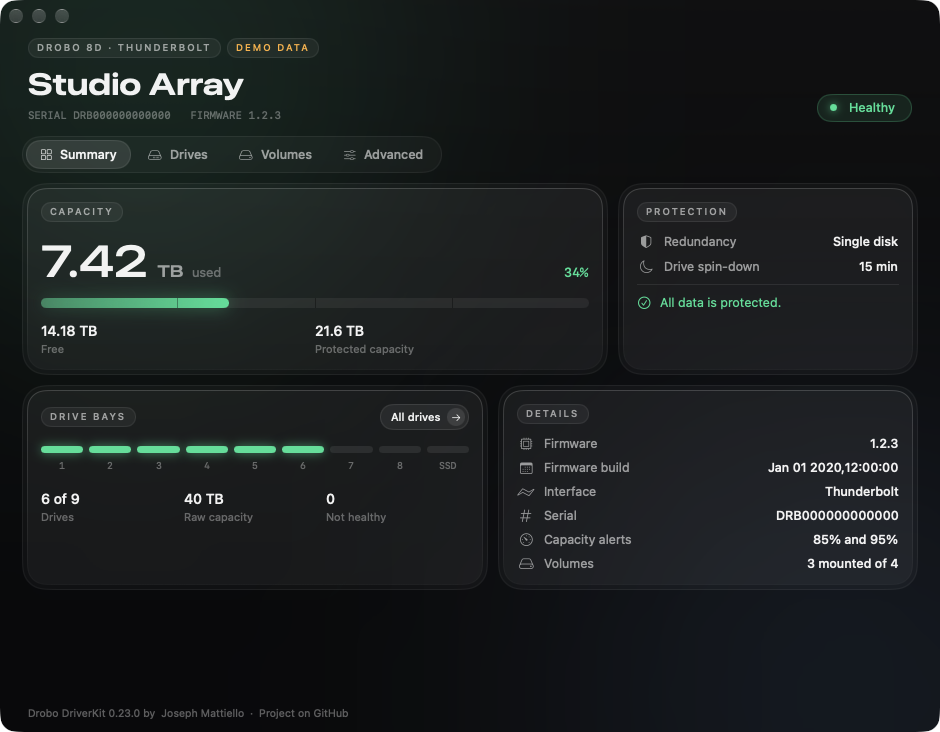 DROBO 8D · THUNDERBOLT
DEMO DATA
Studio Array
SERIAL DRB000000000000 FIRMWARE 1.2.3
Healthy
Summary
Drives
Volumes
Advanced
CAPACITY
7.42 TB used
34%
14.18 TB
Free
21.6 TB
Protected capacity
PROTECTION
Redundancy Single disk
Drive spin-down 15 min
All data is protected.
DRIVE BAYS
All drives →
1 2 3 4 5 6 7 8 SSD
6 of 9
Drives
40 TB
Raw capacity
0
Not healthy
DETAILS
Firmware 1.2.3
Firmware build Jan 01 2020,12:00:00
Interface Thunderbolt
Serial DRB000000000000
Capacity alerts 85% and 95%
Volumes 3 mounted of 4
Drobo DriverKit 0.23.0 by Joseph Mattiello · Project on GitHub